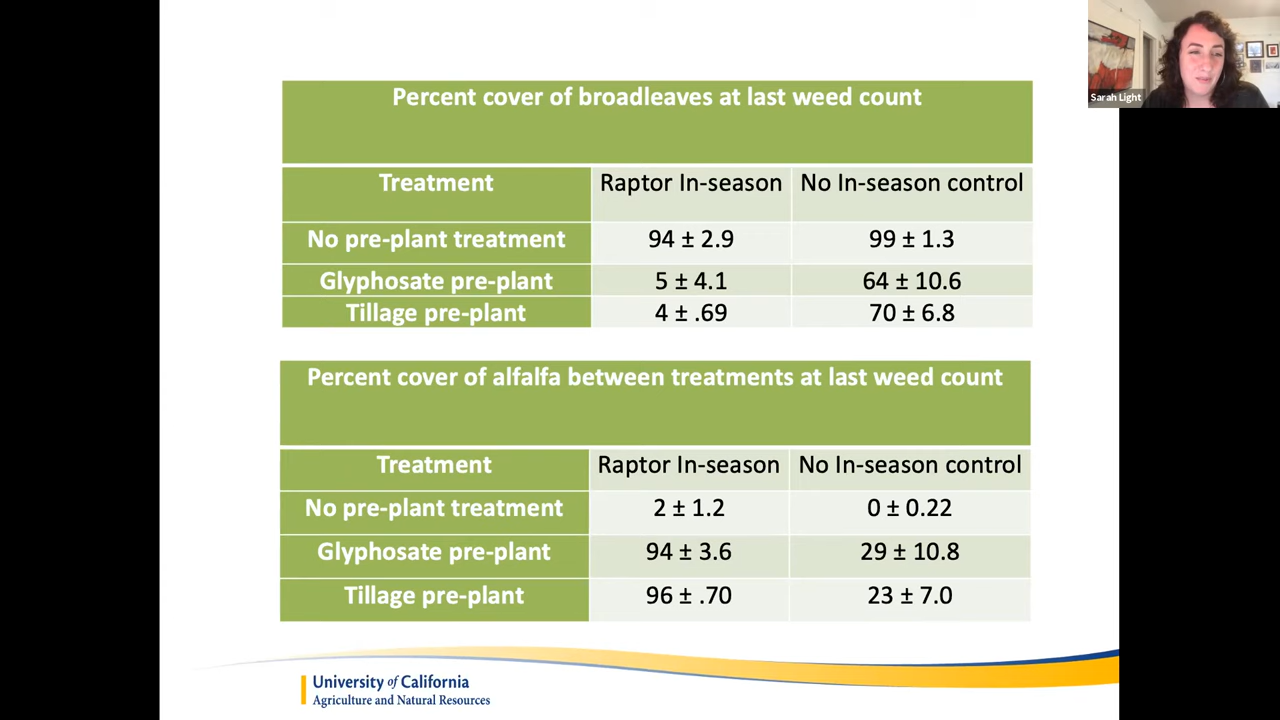 Sarah Light
Percent cover of broadleaves at last weed count
Treatment Raptor In-season No In-season control
No pre-plant treatment 94 ± 2.9 99 ± 1.3
Glyphosate pre-plant 5 ± 4.1 64 ± 10.6
Tillage pre-plant 4 ± .69 70 ± 6.8
Percent cover of alfalfa between treatments at last weed count
Treatment Raptor In-season No In-season control
No pre-plant treatment 2 ± 1.2 0 ± 0.22
Glyphosate pre-plant 94 ± 3.6 29 ± 10.8
Tillage pre-plant 96 ± .70 23 ± 7.0
University of California
Agriculture and Natural Resources